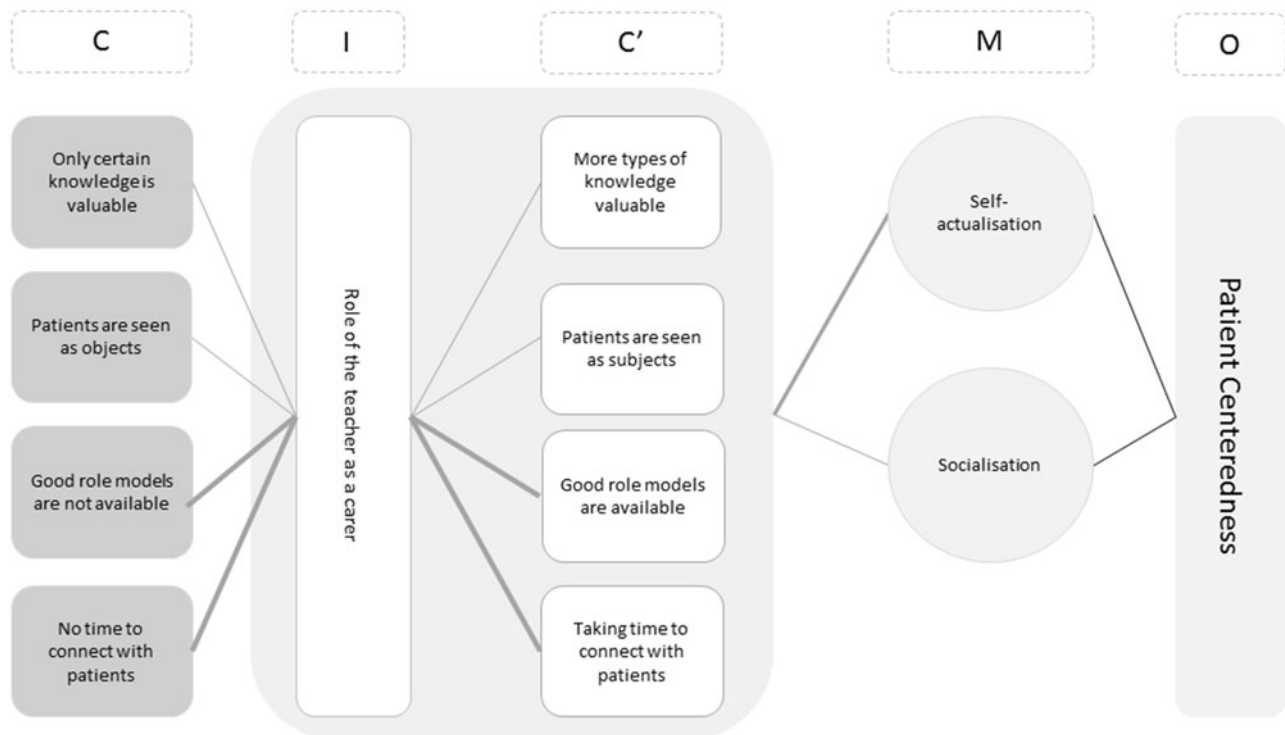 C
I
C’
M
O
Only certain
knowledge is
valuable
Patients are seen
as objects
Good role models
are not available
No time to
connect with
patients
Role of the teacher as a carer
More types of
knowledge
valuable
Patients are seen
as subjects
Good role models
are available
Taking time to
connect with
patients
Self-
actualisation
Socialisation
Patient Centeredness